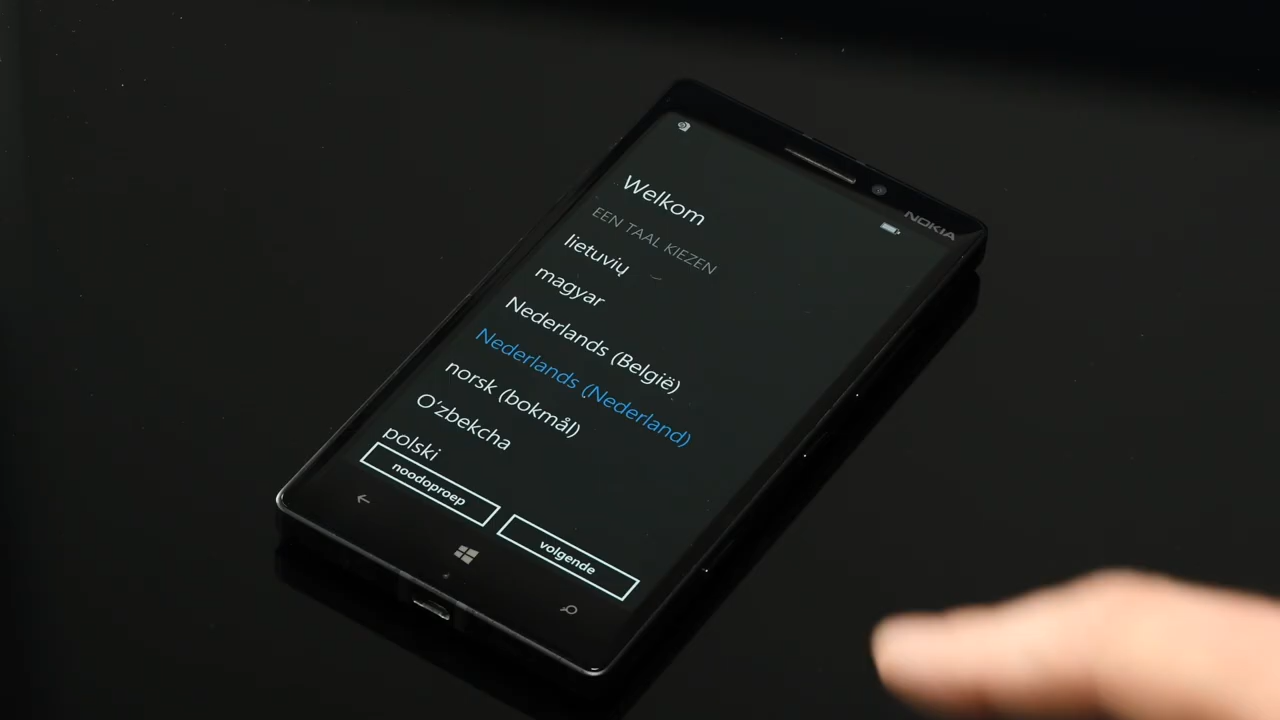 NOKIA
Welkom
EEN TAAL KIEZEN
lietuvių
magyar
Nederlands (België)
Nederlands (Nederland)
norsk (bokmål)
O'zbekcha
polski
noodoproep
volgende